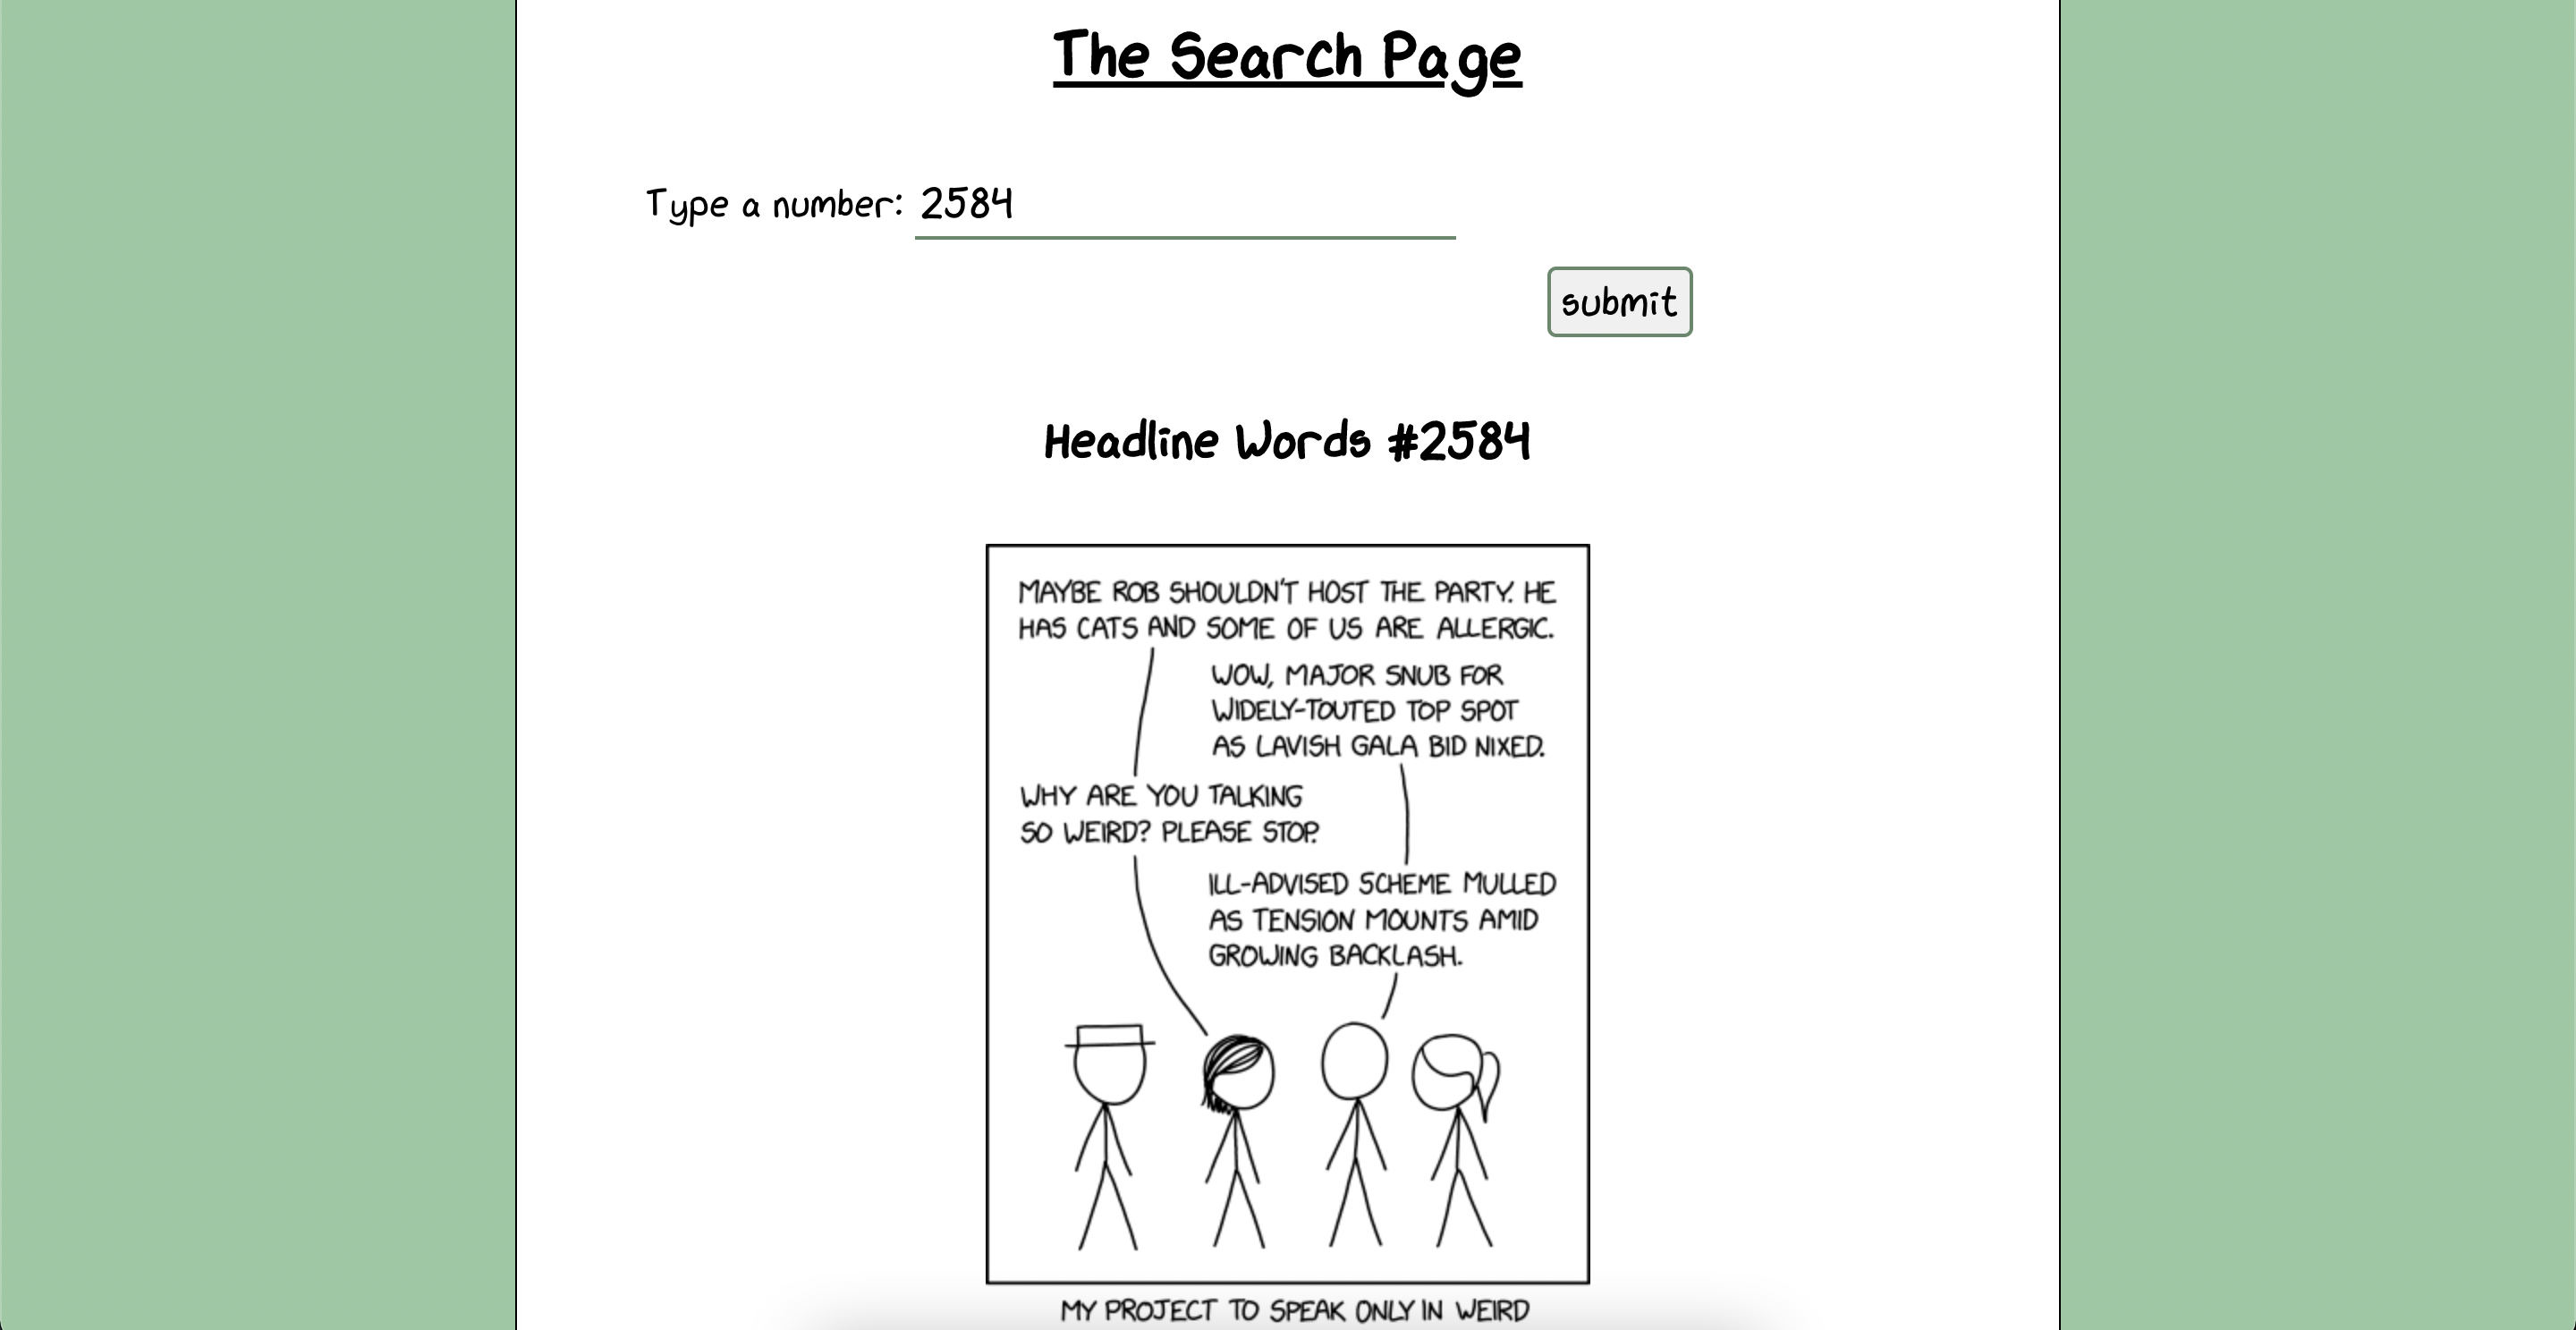 The Search Page
Type a number: 2584
submit
Headline Words #2584
MAYBE ROB SHOULDN'T HOST THE PARTY. HE
HAS CATS AND SOME OF US ARE ALLERGIC.
WOW, MAJOR SNUB FOR
WIDELY-TOUTED TOP SPOT
AS LAVISH GALA BID NIXED.
WHY ARE YOU TALKING
SO WEIRD? PLEASE STOP.
ILL-ADVISED SCHEME MULLED
AS TENSION MOUNTS AMID
GROWING BACKLASH.
MY PROJECT TO SPEAK ONLY IN WEIRD